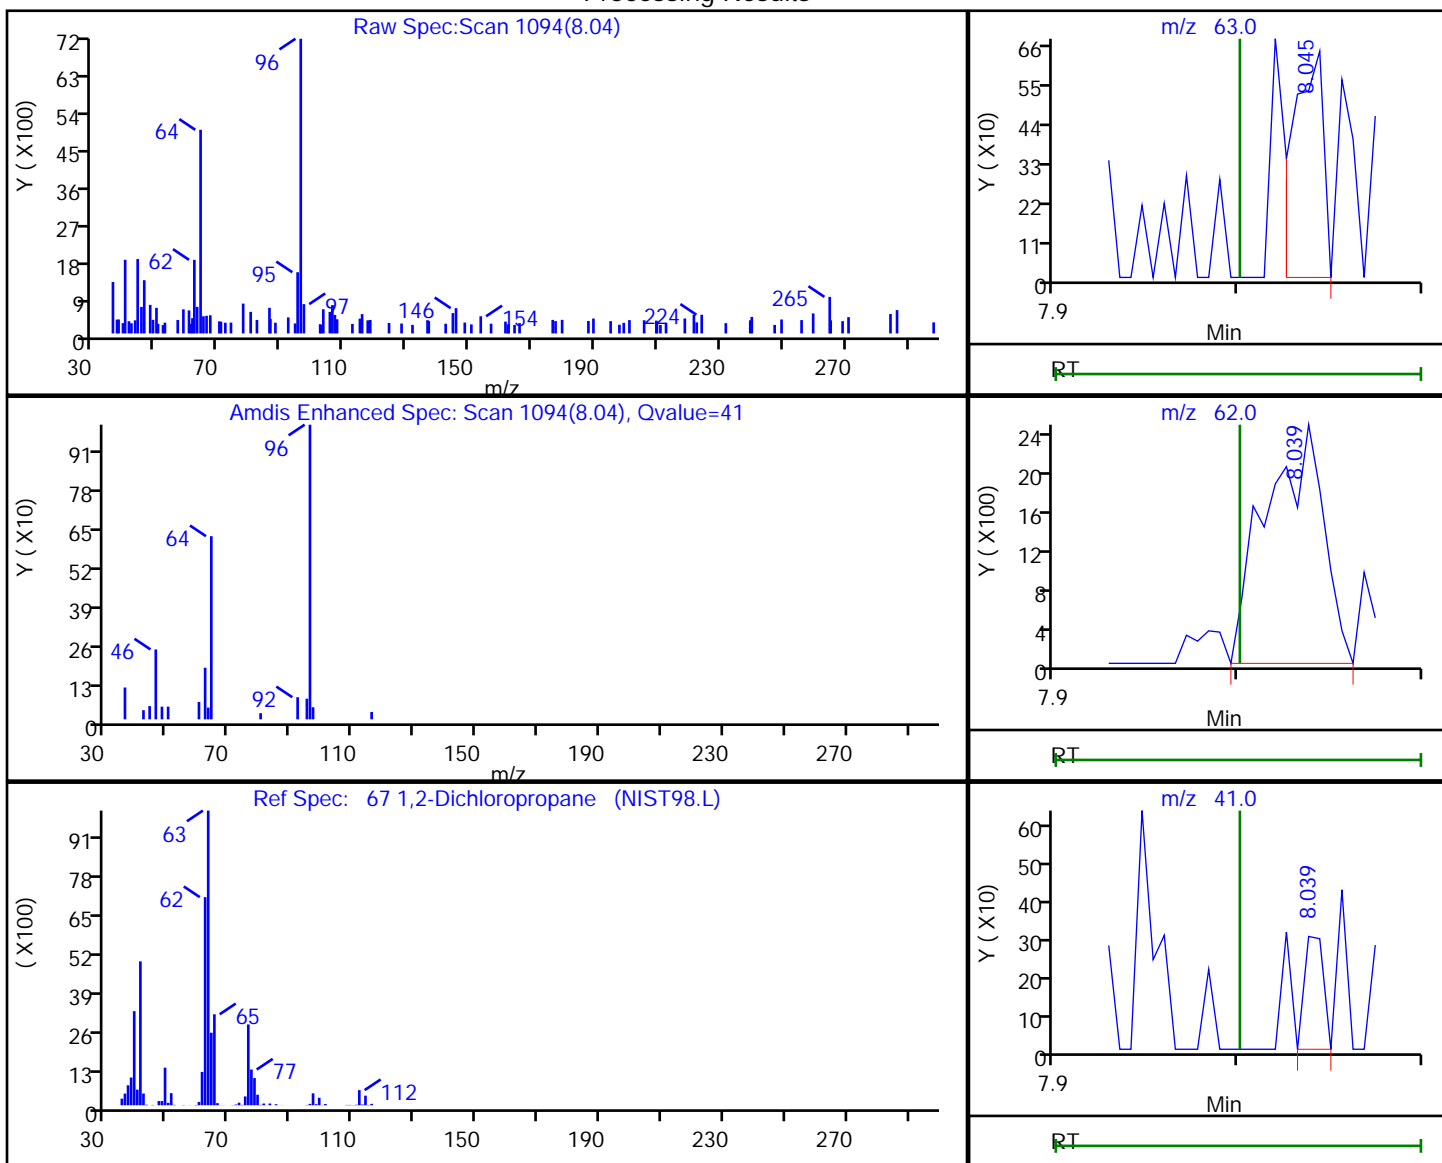 Processing Results
Raw Spec:Scan 1094(8.04)
Y ( X100)
72
63
54
45
36
27
18
9
0
96
64
62
95
97
146
154
224
265
30 70 110 150 190 230 270
m/z
m/z 63.0
Y ( X10)
66
55
44
33
22
11
0
8.045
7.9
Min
RT
Amdis Enhanced Spec: Scan 1094(8.04), Qvalue=41
Y ( X10)
91
78
65
52
39
26
13
0
96
64
46
92
30 70 110 150 190 230 270
m/z
m/z 62.0
Y ( X100)
24
20
16
12
8
4
0
8.039
7.9
Min
RT
Ref Spec: 67 1,2-Dichloropropane (NIST98.L)
( X100)
91
78
65
52
39
26
13
0
63
62
65
77
112
30 70 110 150 190 230 270
m/z 41.0
Y ( X10)
60
50
40
30
20
10
0
8.039
7.9
Min
RT